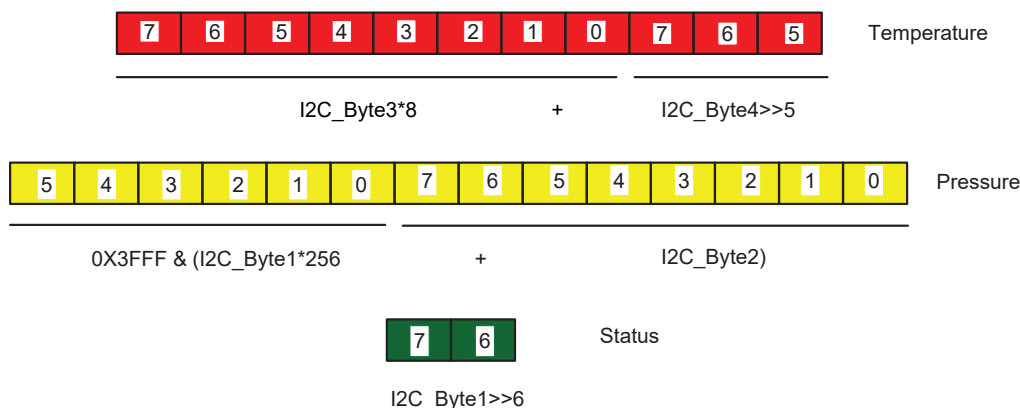 7 6 5 4 3 2 1 0 7 6 5 Temperature
I2C_Byte3*8 + I2C_Byte4>>5
5 4 3 2 1 0 7 6 5 4 3 2 1 0 Pressure
0X3FFF & (I2C_Byte1*256 + I2C_Byte2)
7 6 Status
I2C_Byte1>>6